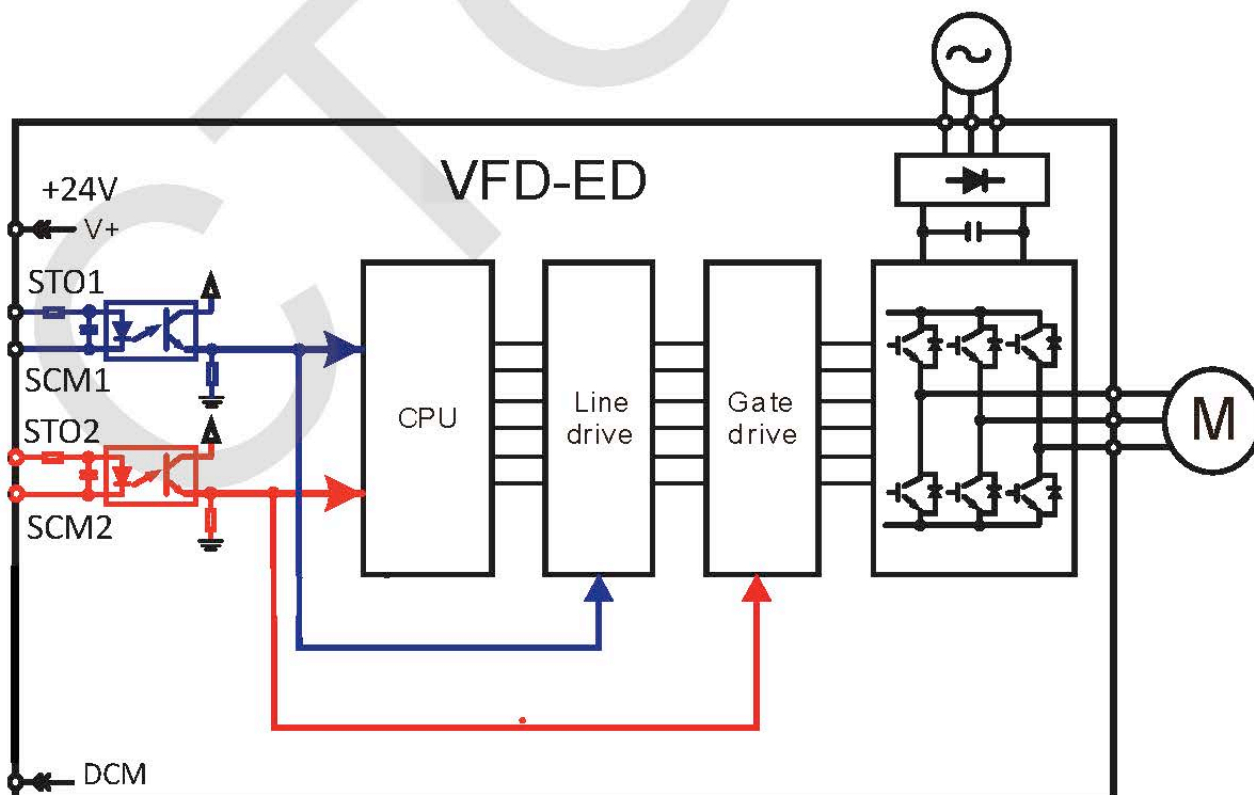 VFD-ED
+24V
V+
STO1
SCM1
STO2
SCM2
CPU
Line
drive
Gate
drive
M
DCM